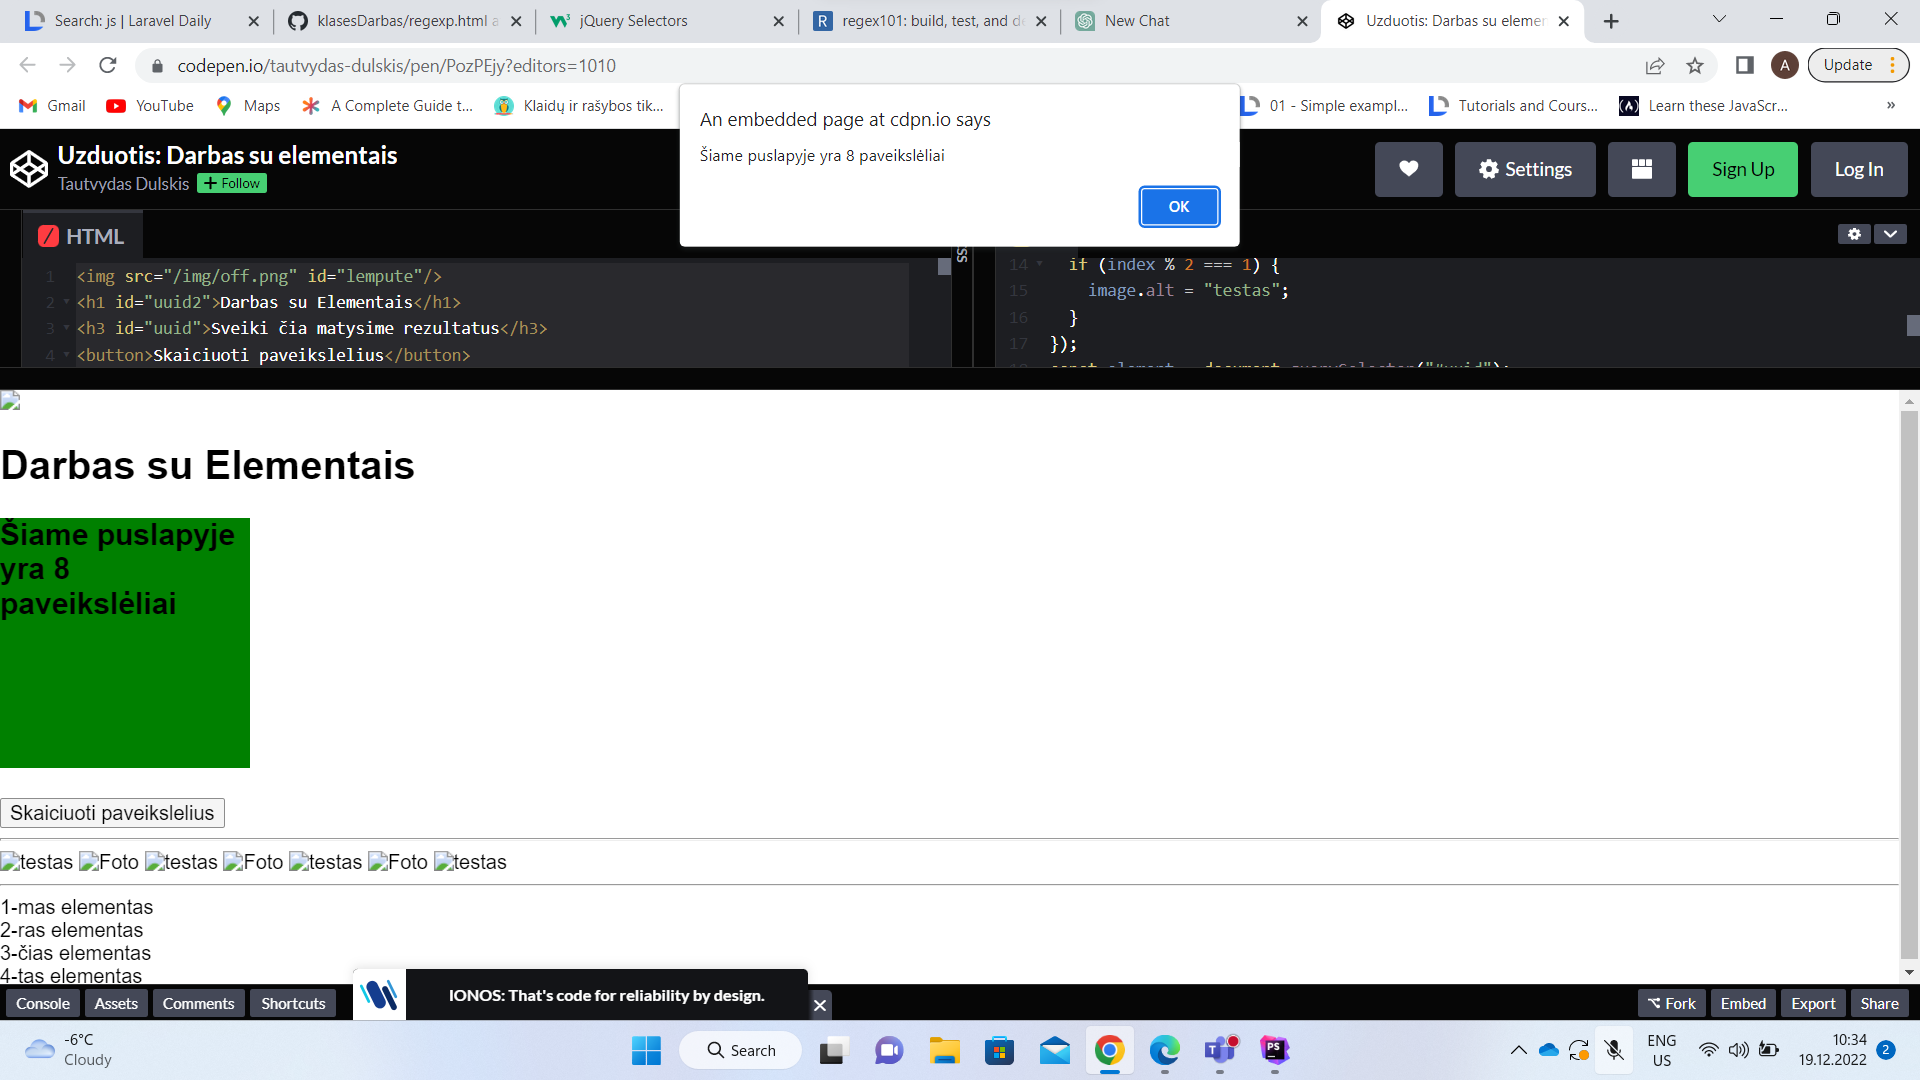 Search: js | Laravel Daily
klasesDarbas/regexp.html a
jQuery Selectors
regex101: build, test, and de
New Chat
Uzduotis: Darbas su elemen
codepen.io/tautvydas-dulskis/pen/PozPEjy?editors=1010
A
Update
Gmail
YouTube
Maps
A Complete Guide t...
Klaidų ir rašybos tik...
01 - Simple exampl...
Tutorials and Cours...
Learn these JavaScr...
»
An embedded page at cdpn.io says
Šiame puslapyje yra 8 paveikslėliai
OK
Uzduotis: Darbas su elementais
Tautvydas Dulskis
+ Follow
Settings
Sign Up
Log In
HTML
1 <img src="/img/off.png" id="lempute"/>
2 <h1 id="uuid2">Darbas su Elementais</h1>
3 <h3 id="uuid">Sveiki čia matysime rezultatus</h3>
4 <button>Skaiciuoti paveikslelius</button>
SS
14 if (index % 2 === 1) {
15 image.alt = "testas";
16 }
17 });
Darbas su Elementais
Šiame puslapyje
yra 8
paveikslėliai
Skaiciuoti paveikslelius
testas Foto testas Foto testas Foto testas
1-mas elementas
2-ras elementas
3-čias elementas
4-tas elementas
Console
Assets
Comments
Shortcuts
IONOS: That's code for reliability by design.
Fork
Embed
Export
Share
-6°C
Cloudy
Search
T
PS
ENG
US
10:34
19.12.2022
2